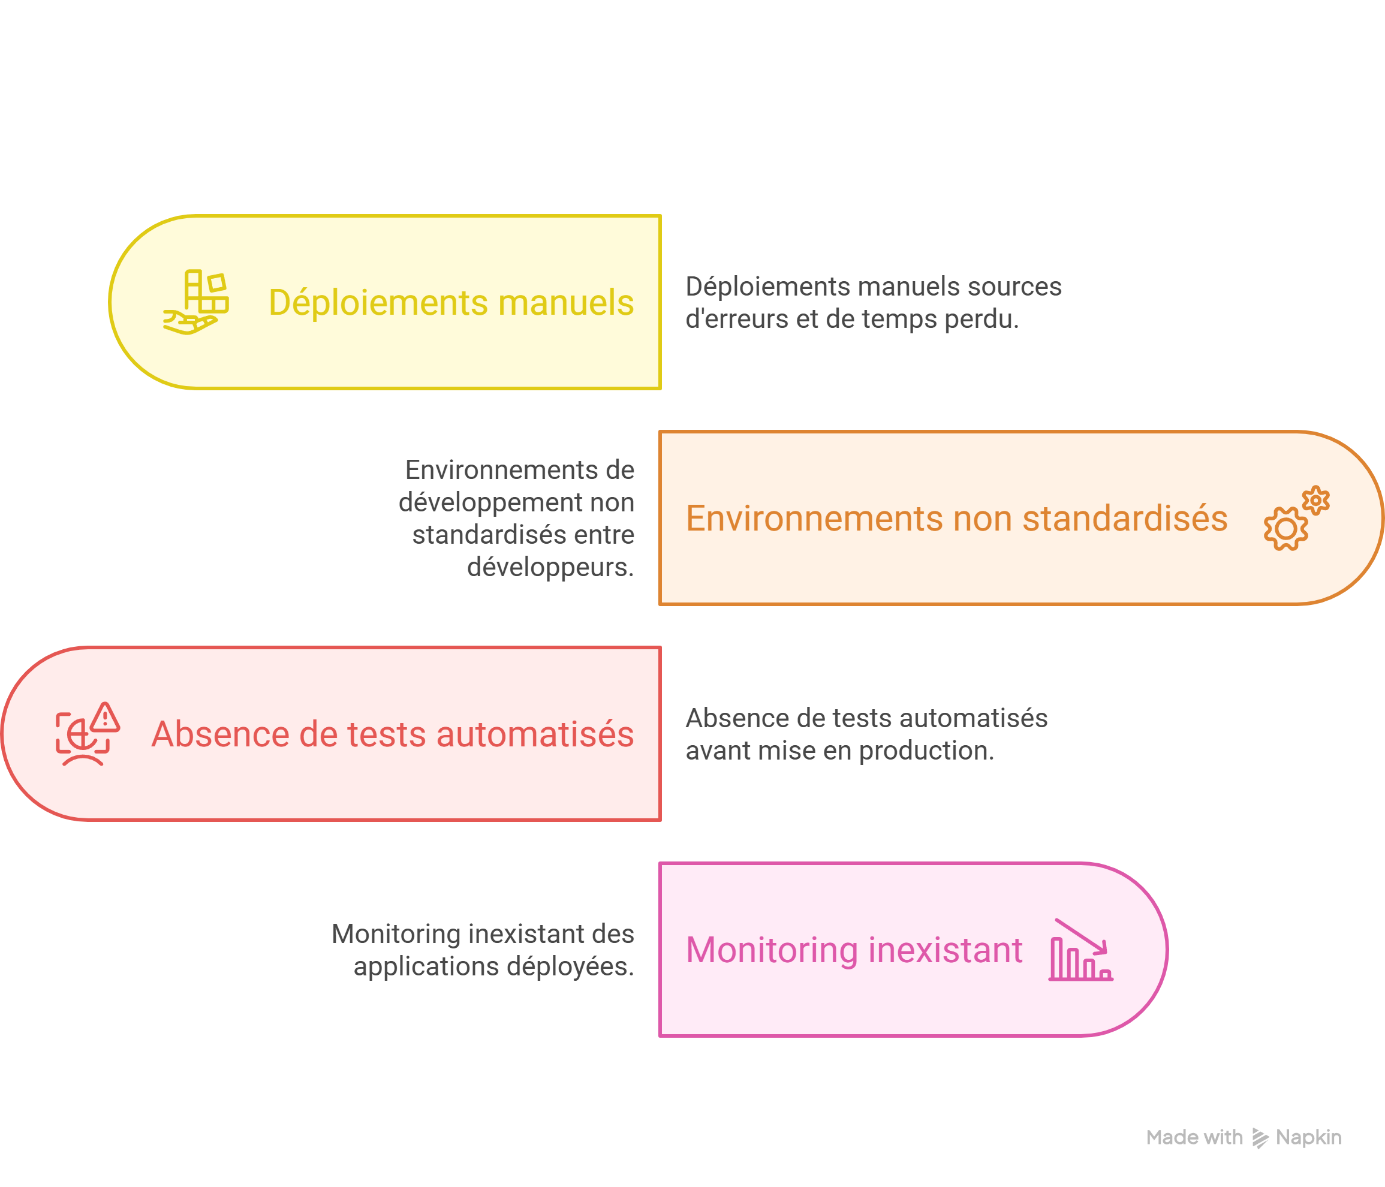 Déploiements manuels
Déploiements manuels sources
d'erreurs et de temps perdu.
Environnements de
développement non
standardisés entre
développeurs.
Environnements non standardisés
Absence de tests automatisés
Absence de tests automatisés
avant mise en production.
Monitoring inexistant des
applications déployées.
Monitoring inexistant
Made with Napkin